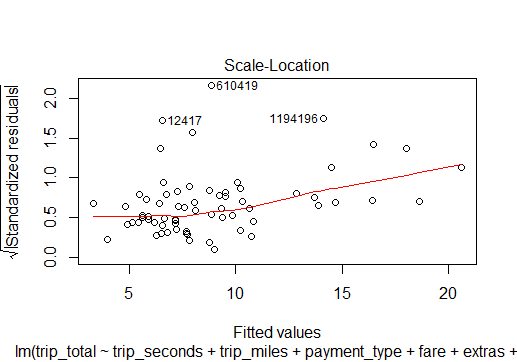 Scale-Location
√|Standardized residuals|
2.0
1.5
1.0
0.5
0.0
610419
12417
1194196
5 10 15 20
Fitted values
lm(trip_total ~ trip_seconds + trip_miles + payment_type + fare + extras +